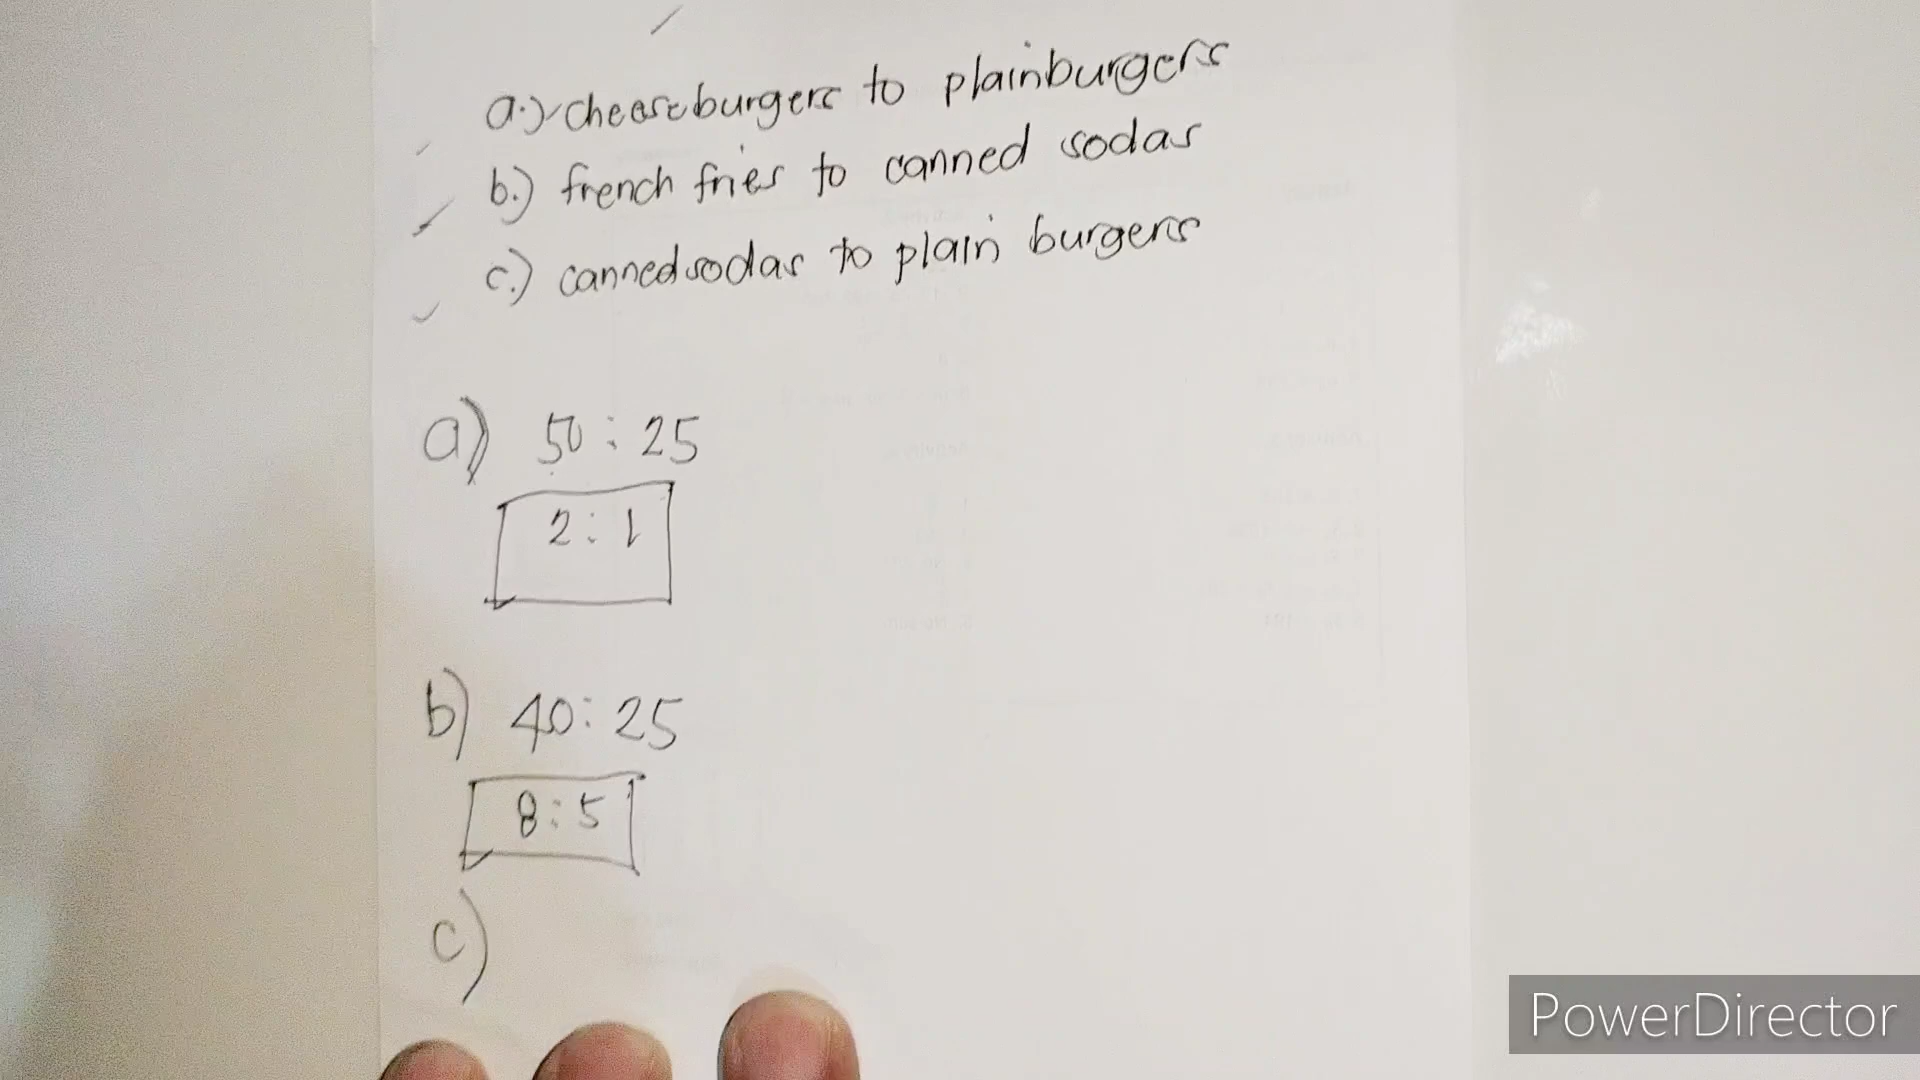 a.) cheeseburgers to plainburgers
b.) french fries to canned sodas
c.) canned sodas to plain burgers
a) 50 : 25
2 : 1
b) 40 : 25
8 : 5
c)
PowerDirector